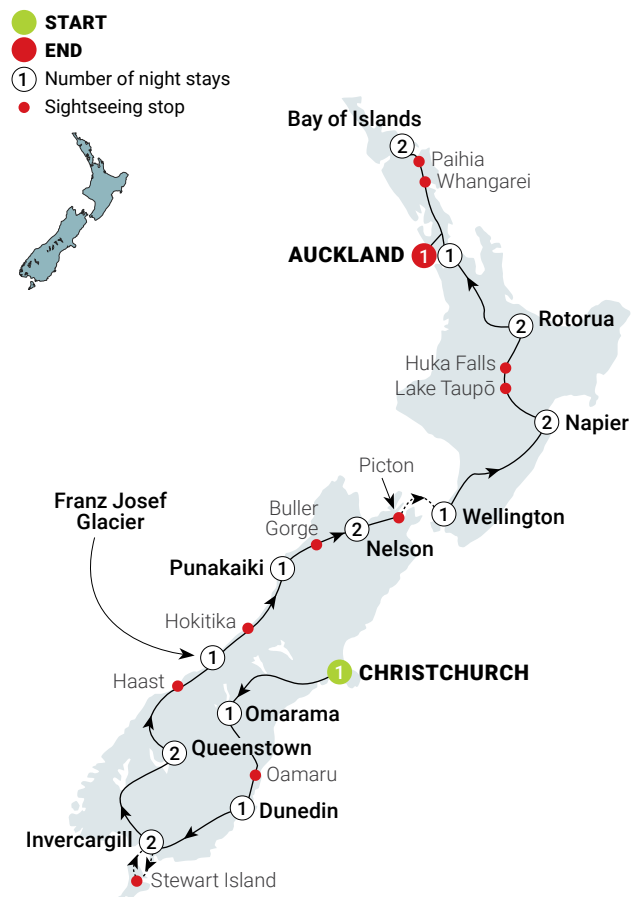 START
END
1 Number of night stays
Sightseeing stop
Bay of Islands
2
Paihia
Whangarei
AUCKLAND 1 1
2 Rotorua
Huka Falls
Lake Taupō
2 Napier
Picton
1 Wellington
Franz Josef
Glacier
Buller
Gorge
2
Nelson
Punakaiki 1
Hokitika
1
Haast
1 CHRISTCHURCH
1 Omarama
Queenstown
2
Oamaru
1 Dunedin
Invercargill 2
Stewart Island